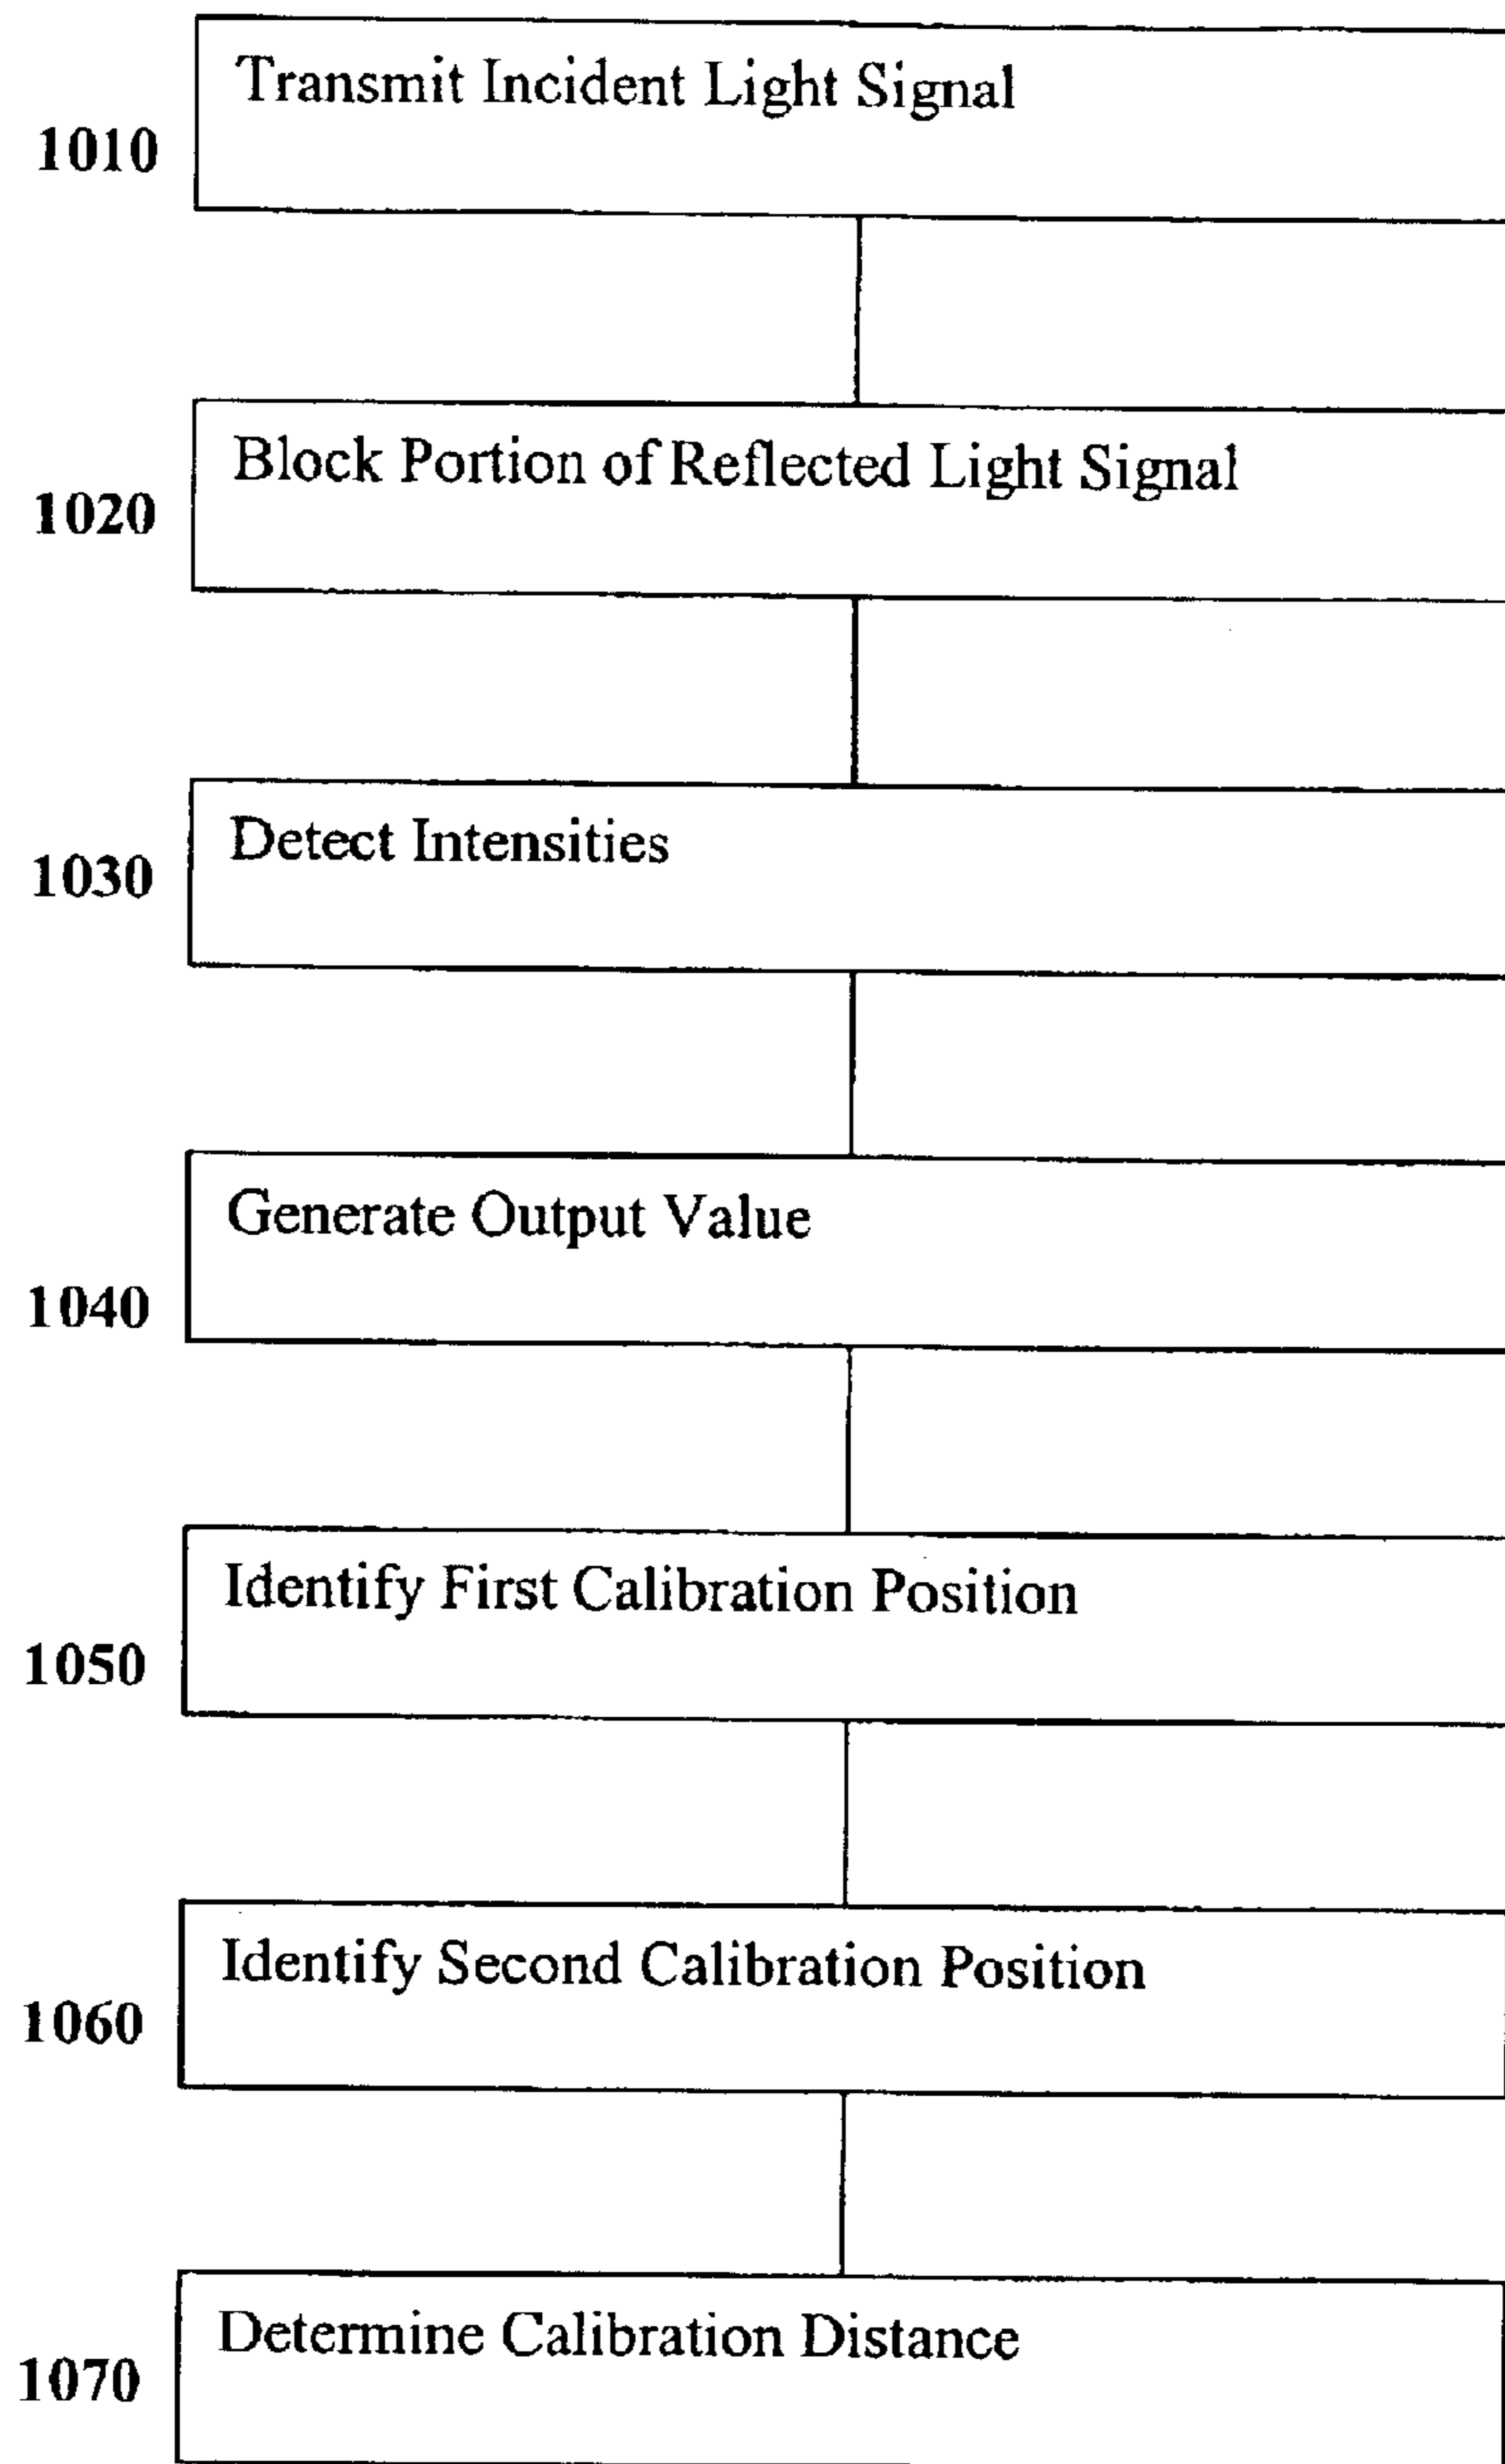 Transmit Incident Light Signal
1010
Block Portion of Reflected Light Signal
1020
Detect Intensities
1030
Generate Output Value
1040
Identify First Calibration Position
1050
Identify Second Calibration Position
1060
Determine Calibration Distance
1070